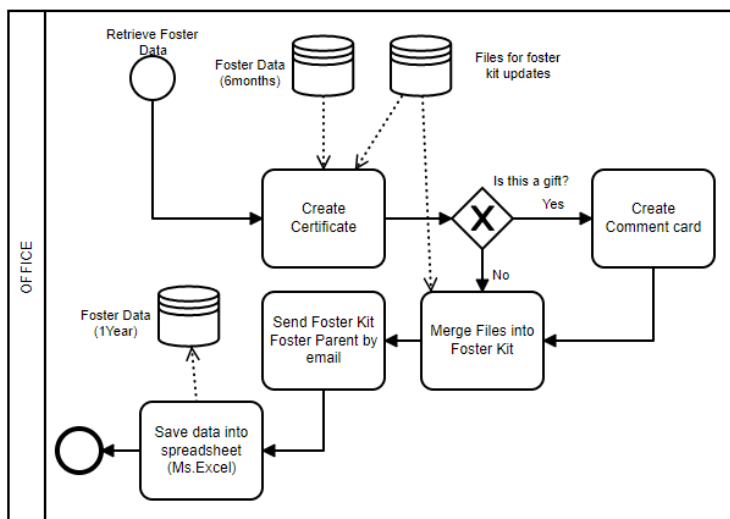 OFFICE
Retrieve Foster
Data
Foster Data
(6months)
Files for foster
kit updates
Create
Certificate
Is this a gift?
X
Yes
No
Create
Comment card
Merge Files into
Foster Kit
Send Foster Kit
Foster Parent by
email
Foster Data
(1Year)
Save data into
spreadsheet
(Ms.Excel)